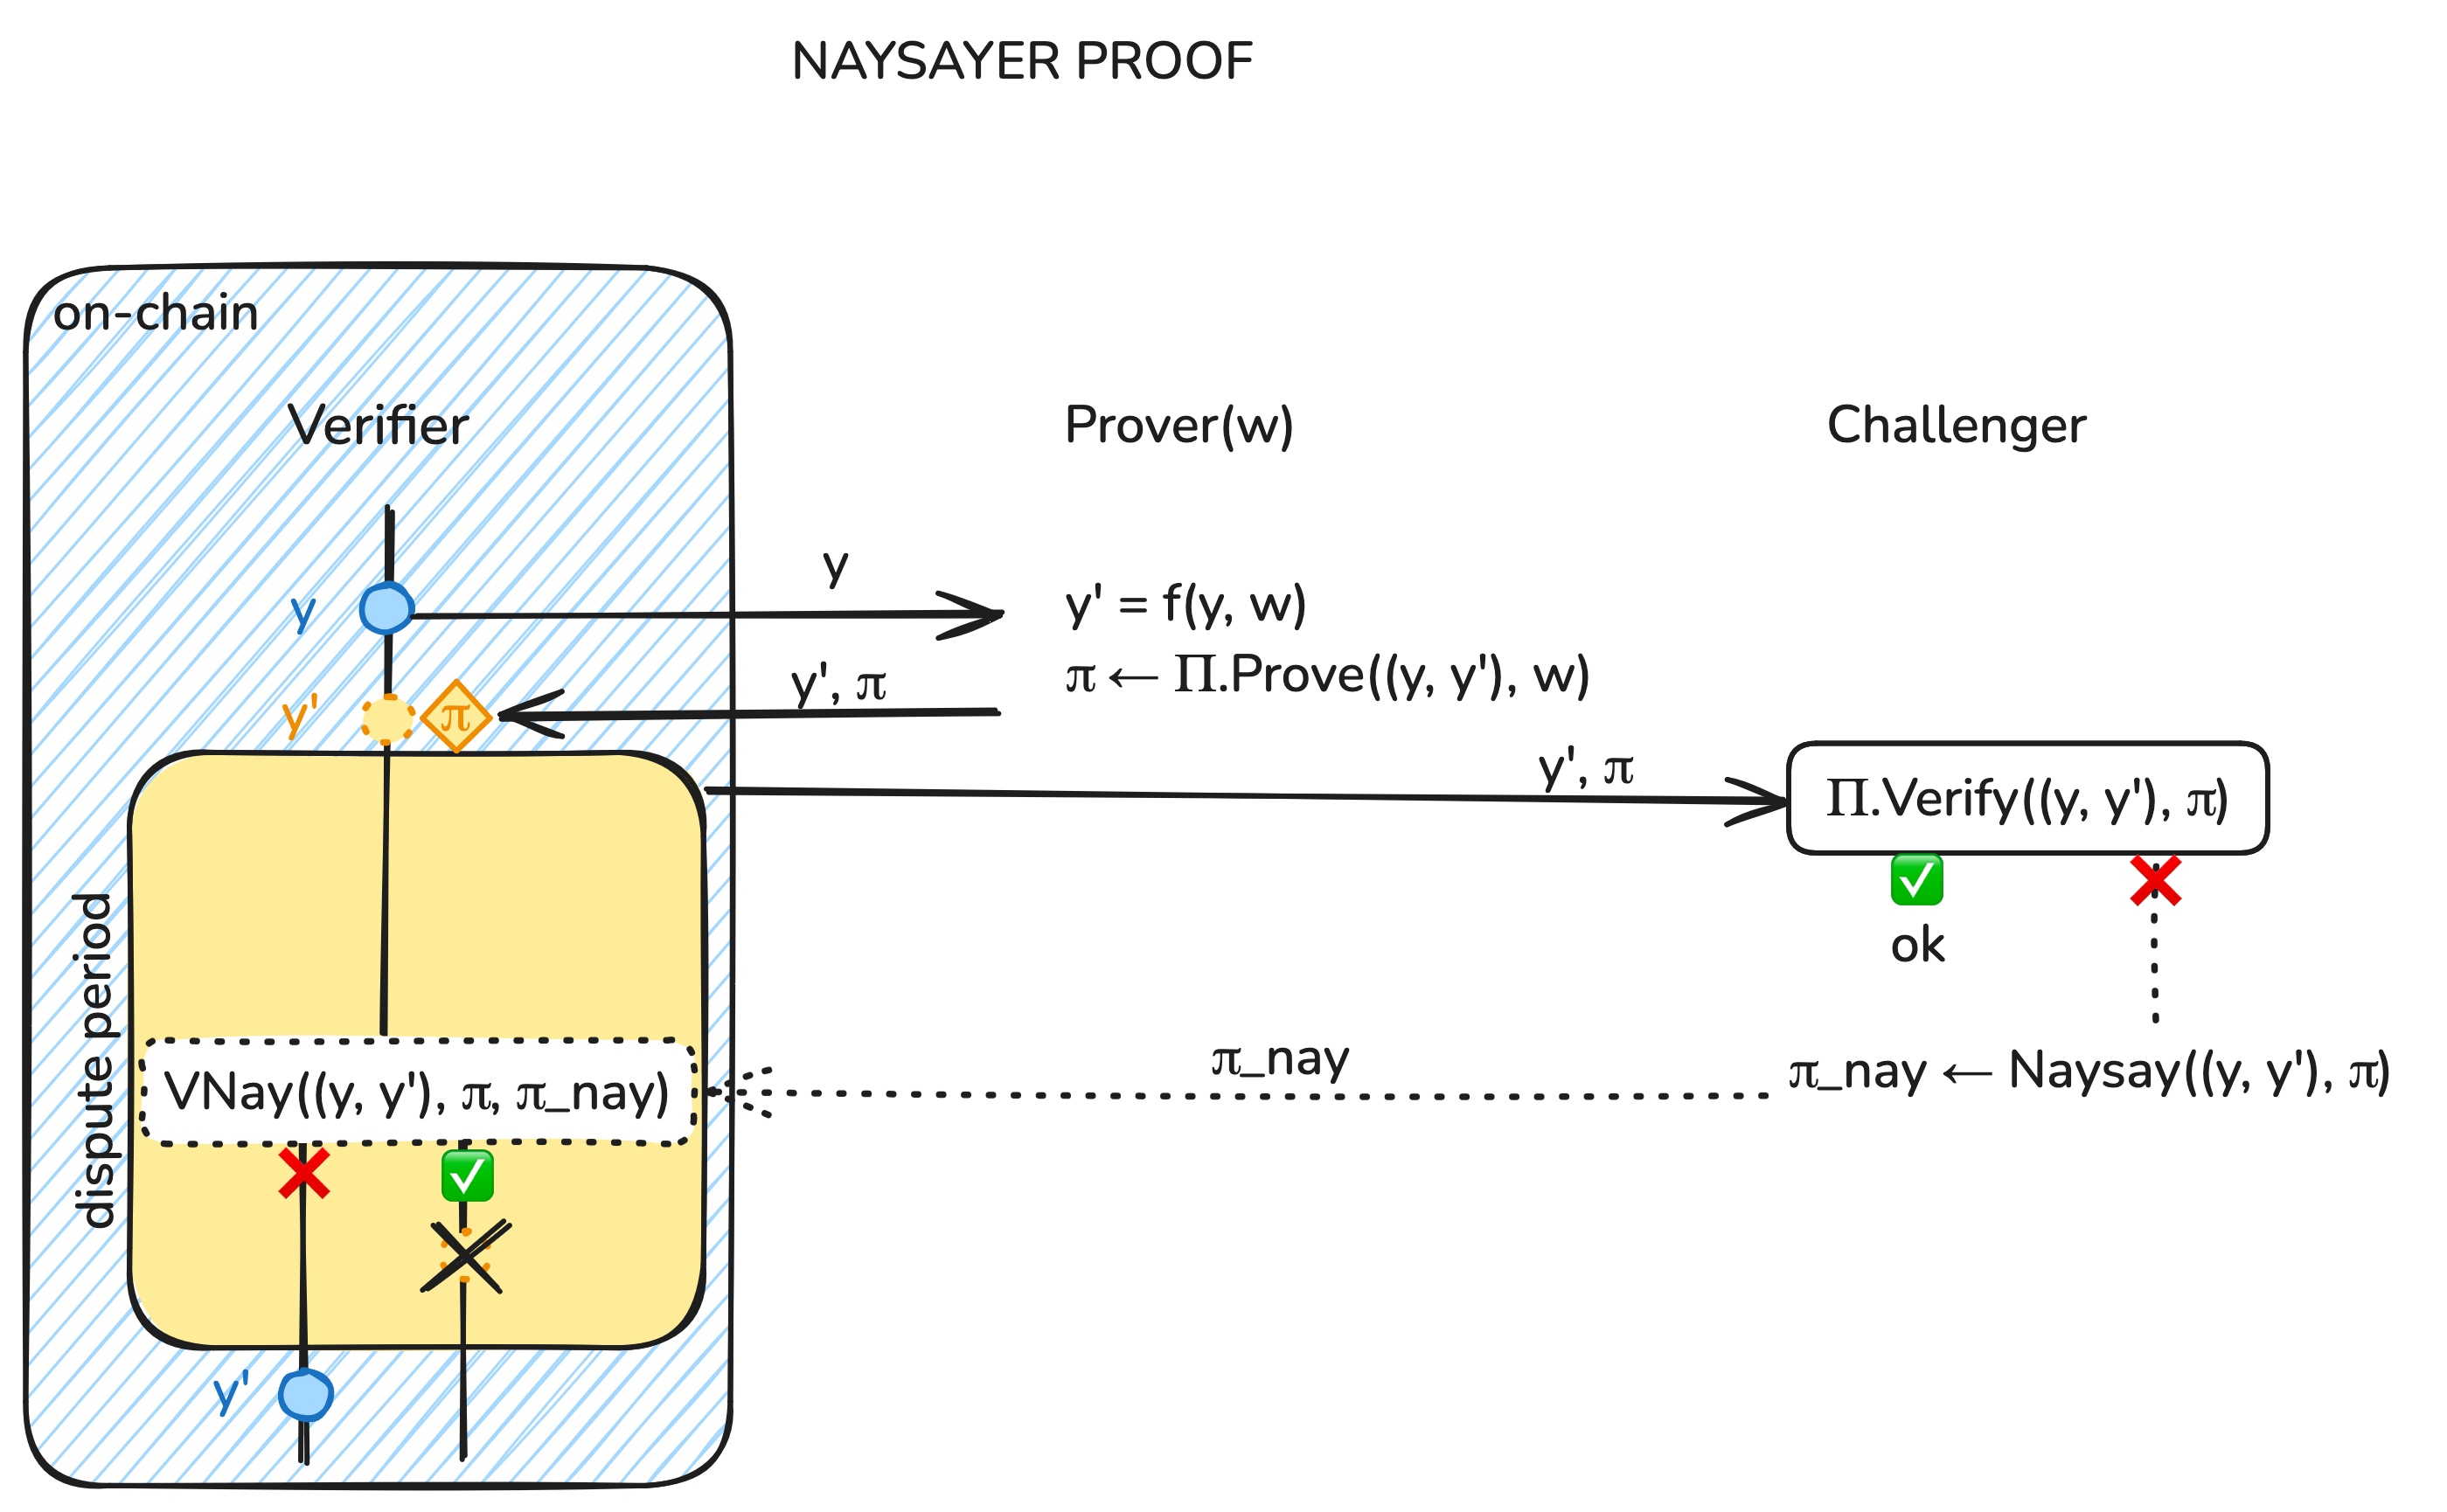 NAYSAYER PROOF
on-chain
Verifier
Prover(w)
Challenger
y
y
y' = f(y, w)
π ← Π.Prove((y, y'), w)
y', π
y'
π
y', π
Π.Verify((y, y'), π)
ok
dispute period
π_nay
π_nay ← Naysay((y, y'), π)
VNay((y, y'), π, π_nay)
y'